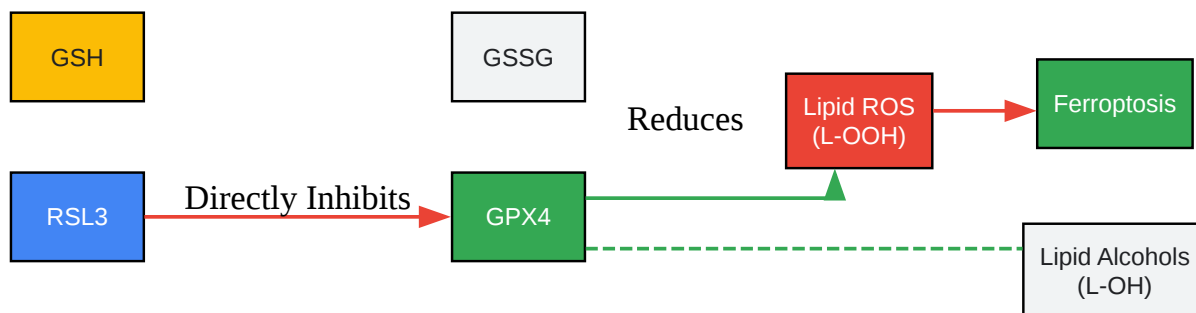 GSH
GSSG
Reduces
Lipid ROS
(L-OOH)
Ferroptosis
RSL3
Directly Inhibits
GPX4
Lipid Alcohols
(L-OH)